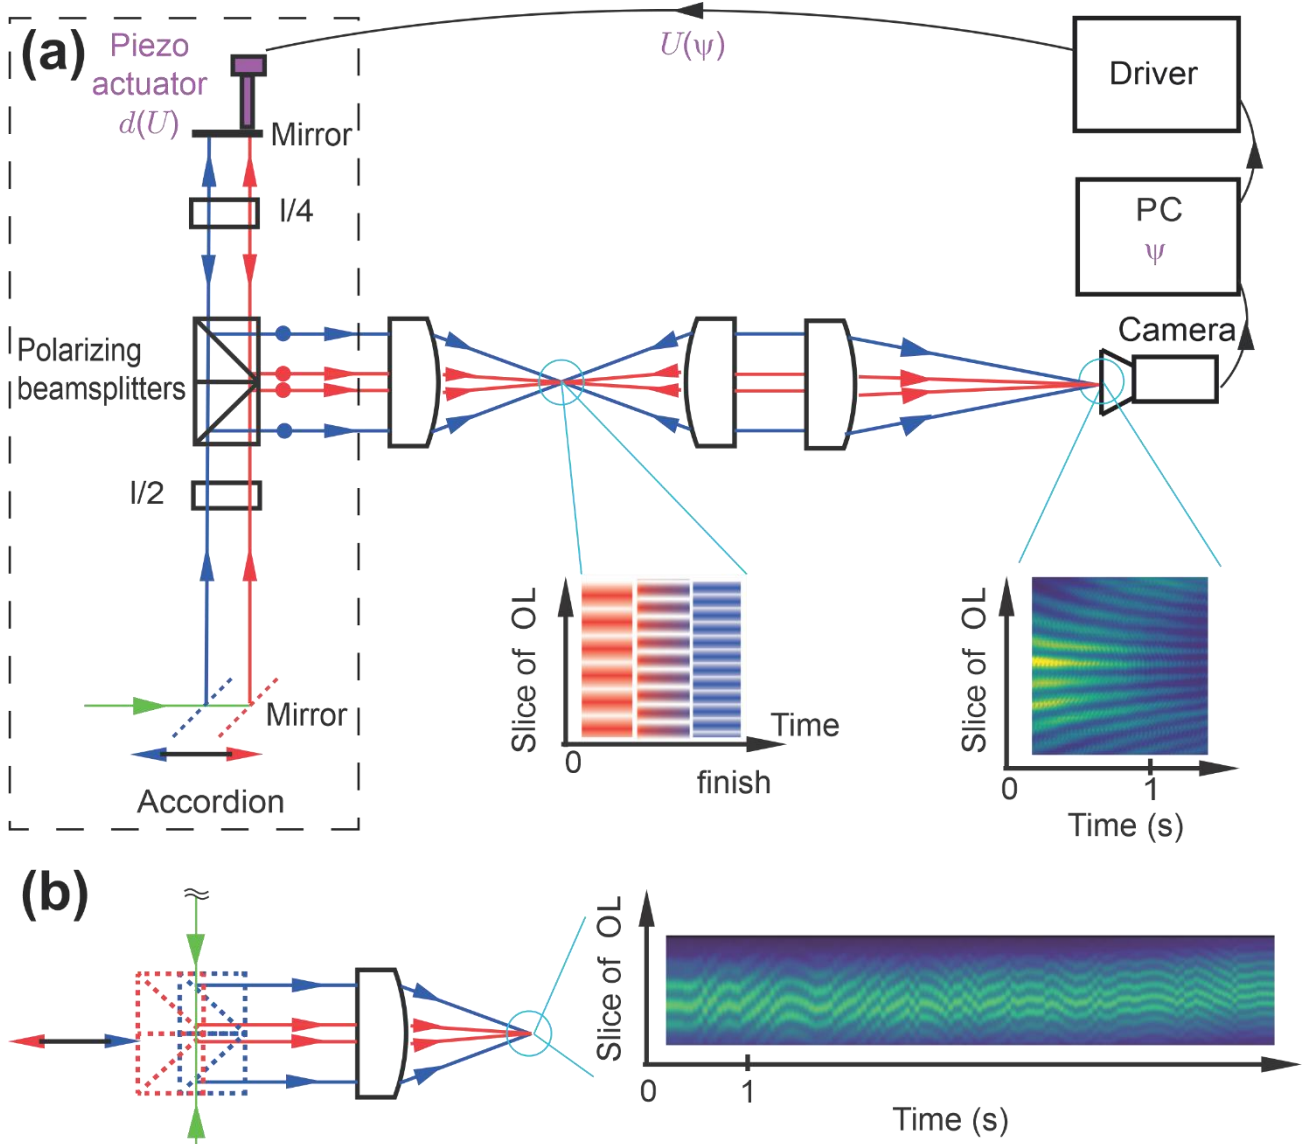 (a)
Piezo
actuator
d(U)
Mirror
l/4
U(ψ)
Driver
PC
ψ
Camera
Polarizing
beamsplitters
l/2
Mirror
Accordion
Slice of OL
0
Time
finish
Slice of OL
0
1
Time (s)
(b)
Slice of OL
0
1
Time (s)